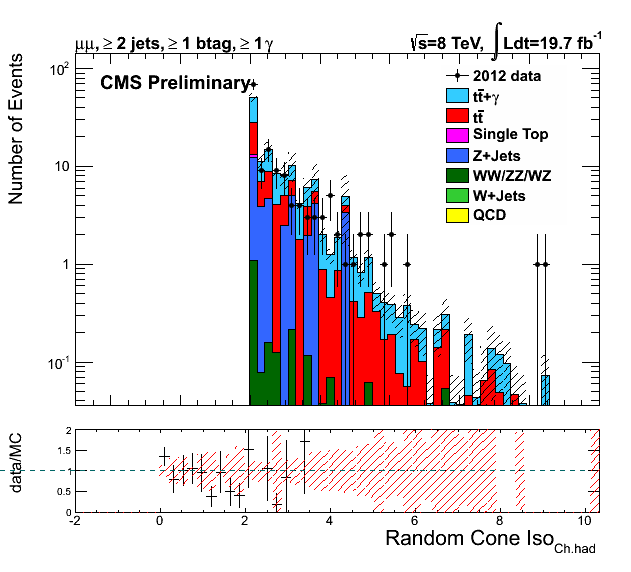 μμ, ≥ 2 jets, ≥ 1 btag, ≥ 1 γ
√s=8 TeV, ∫Ldt=19.7 fb⁻¹
CMS Preliminary
2012 data
tt̄+γ
tt̄
Single Top
Z+Jets
WW/ZZ/WZ
W+Jets
QCD
Number of Events
10²
10
1
10⁻¹
data/MC
2
1.5
1
0.5
0
-2 0 2 4 6 8 10
Random Cone Iso_Ch.had